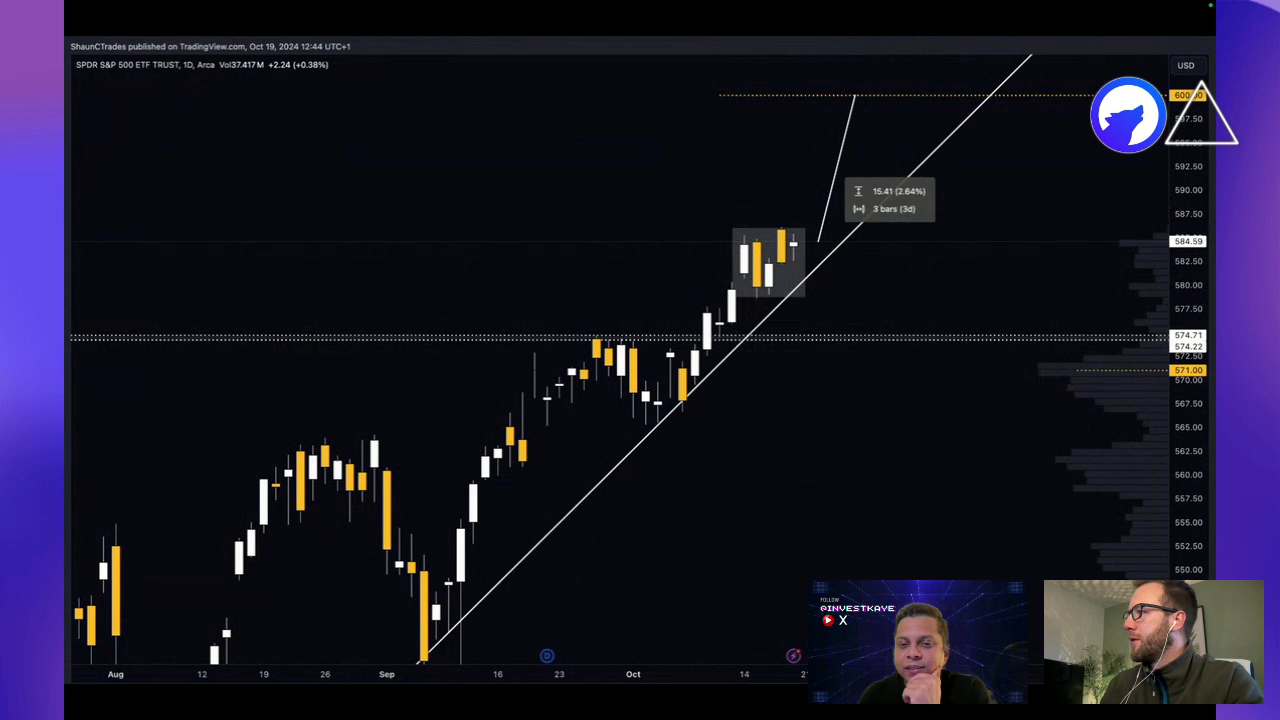 ShaunCTrades published on TradingView.com, Oct 19, 2024 12:44 UTC+1
SPDR S&P 500 ETF TRUST, 1D, Arca Vol37.417 M +2.24 (+0.38%)
USD
600.00
597.50
592.50
590.00
587.50
584.59
582.50
580.00
577.50
574.71
574.22
572.50
571.00
570.00
567.50
565.00
562.50
560.00
557.50
555.00
552.50
550.00
15.41 (2.64%)
3 bars (3d)
D
Aug
12
19
26
Sep
16
23
Oct
14
FOLLOW
@INVESTKAYE
X